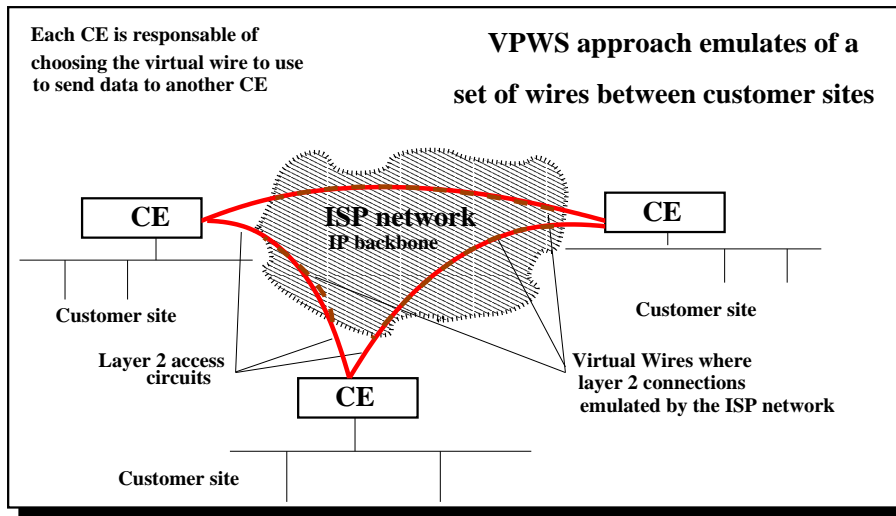 Each CE is responsable of
choosing the virtual wire to use
to send data to another CE
VPWS approach emulates of a
set of wires between customer sites
CE
ISP network
IP backbone
CE
Customer site
Customer site
Layer 2 access
circuits
CE
Virtual Wires where
layer 2 connections
emulated by the ISP network
Customer site